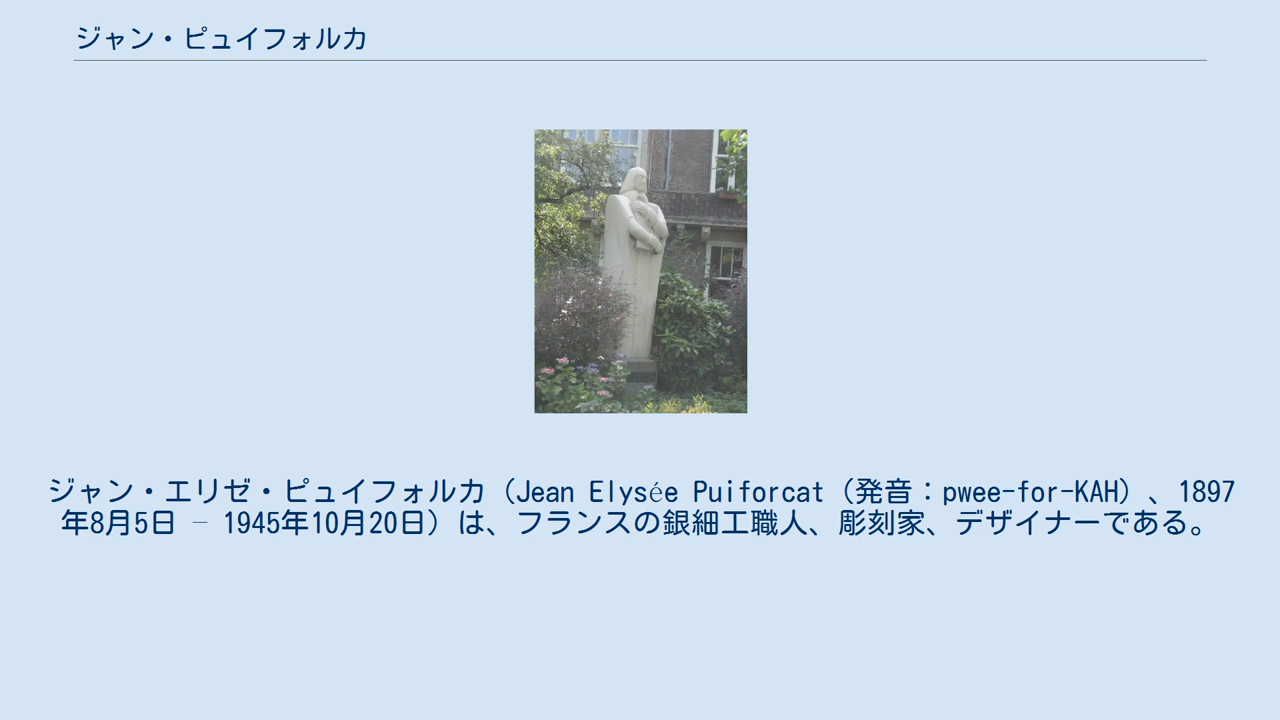 ジャン・ピュイフォルカ
ジャン・エリゼ・ピュイフォルカ（Jean Elysée Puiforcat（発音：pwee-for-KAH）、1897
年8月5日 – 1945年10月20日）は、フランスの銀細工職人、彫刻家、デザイナーである。